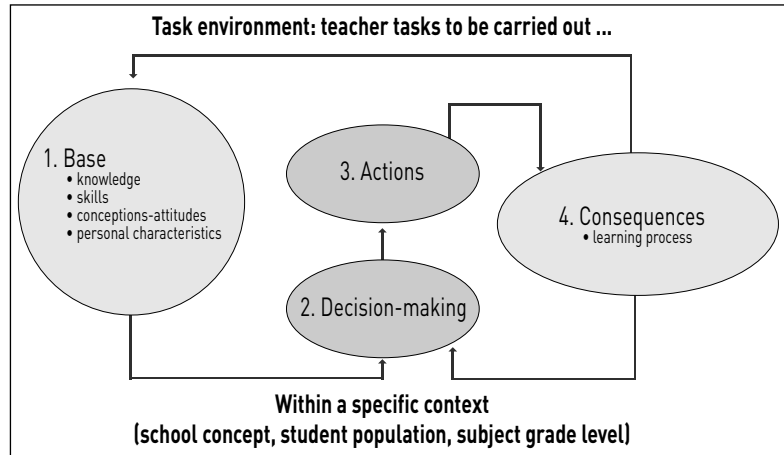 Task environment: teacher tasks to be carried out ...
1. Base
• knowledge
• skills
• conceptions-attitudes
• personal characteristics
3. Actions
4. Consequences
• learning process
2. Decision-making
Within a specific context
(school concept, student population, subject grade level)